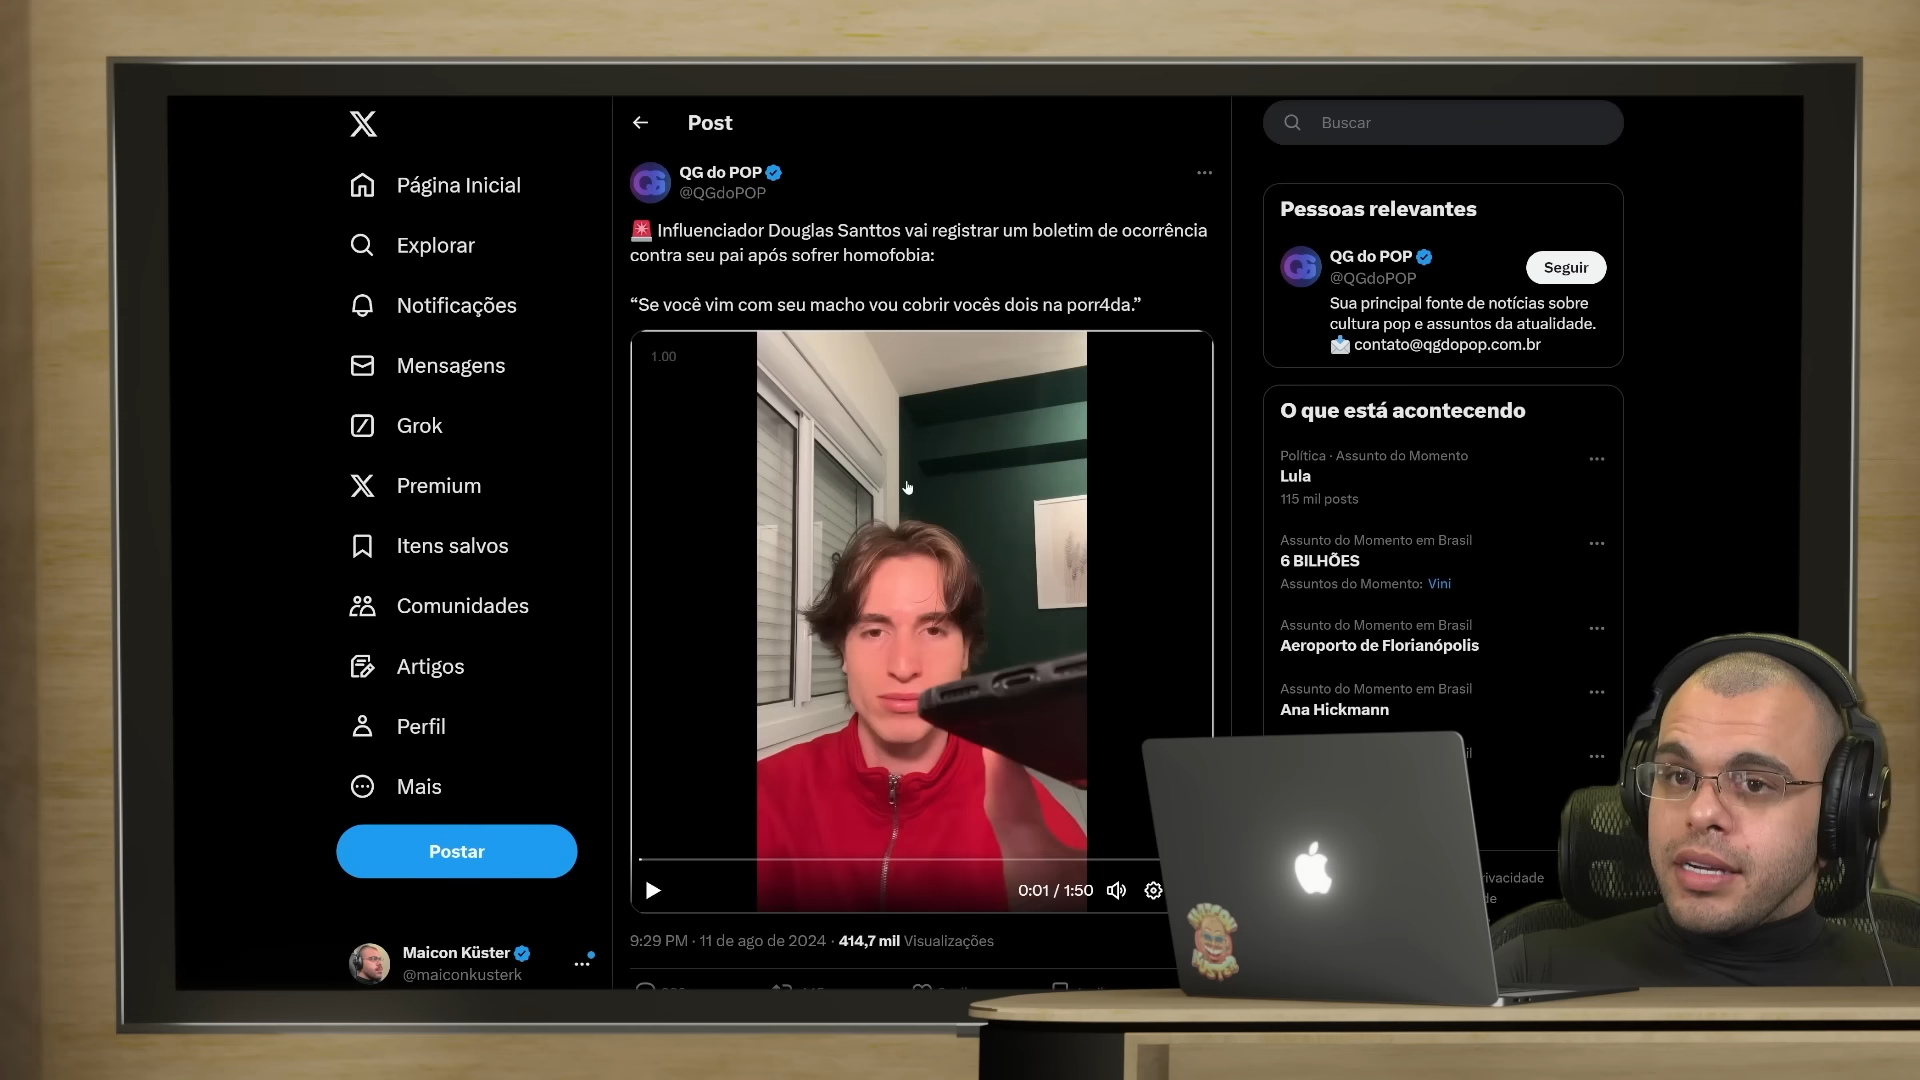 Página Inicial
Explorar
Notificações
Mensagens
Grok
Premium
Itens salvos
Comunidades
Artigos
Perfil
Mais
Postar
Maicon Küster
@maiconkusterk
Post
QG do POP
@QGdoPOP
Influenciador Douglas Santtos vai registrar um boletim de ocorrência
contra seu pai após sofrer homofobia:
“Se você vim com seu macho vou cobrir vocês dois na porr4da.”
1.00
0:01 / 1:50
9:29 PM · 11 de ago de 2024 · 414,7 mil Visualizações
Buscar
Pessoas relevantes
QG do POP
@QGdoPOP
Seguir
Sua principal fonte de notícias sobre
cultura pop e assuntos da atualidade.
contato@qgdopop.com.br
O que está acontecendo
Política · Assunto do Momento
Lula
115 mil posts
Assunto do Momento em Brasil
6 BILHÕES
Assuntos do Momento: Vini
Assunto do Momento em Brasil
Aeroporto de Florianópolis
Assunto do Momento em Brasil
Ana Hickmann